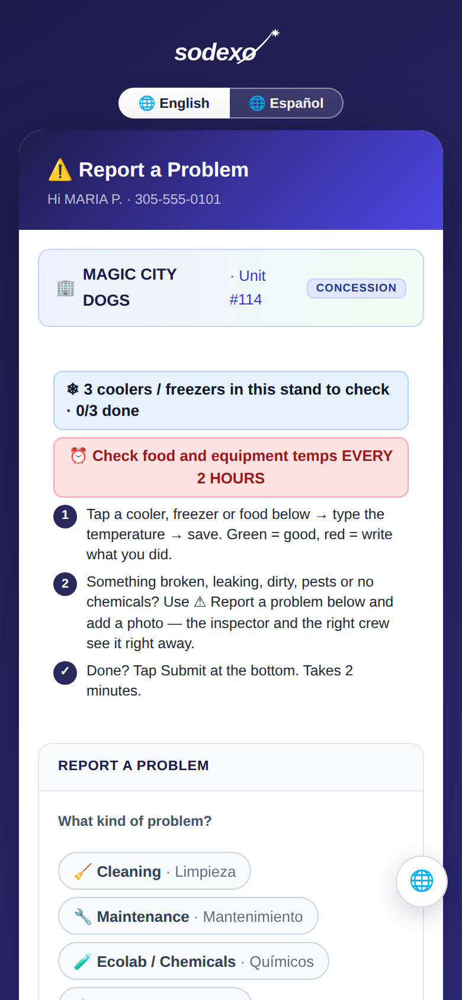 sodexo
🌐 English
🌐 Español
⚠️ Report a Problem
Hi MARIA P. · 305-555-0101
🏢 MAGIC CITY DOGS · Unit #114 CONCESSION
❄ 3 coolers / freezers in this stand to check
· 0/3 done
⏰ Check food and equipment temps EVERY
2 HOURS
1 Tap a cooler, freezer or food below → type the
temperature → save. Green = good, red = write
what you did.
2 Something broken, leaking, dirty, pests or no
chemicals? Use ⚠ Report a problem below and
add a photo — the inspector and the right crew
see it right away.
✓ Done? Tap Submit at the bottom. Takes 2
minutes.
REPORT A PROBLEM
What kind of problem?
🧹 Cleaning · Limpieza
🔧 Maintenance · Mantenimiento
🧪 Ecolab / Chemicals · Químicos